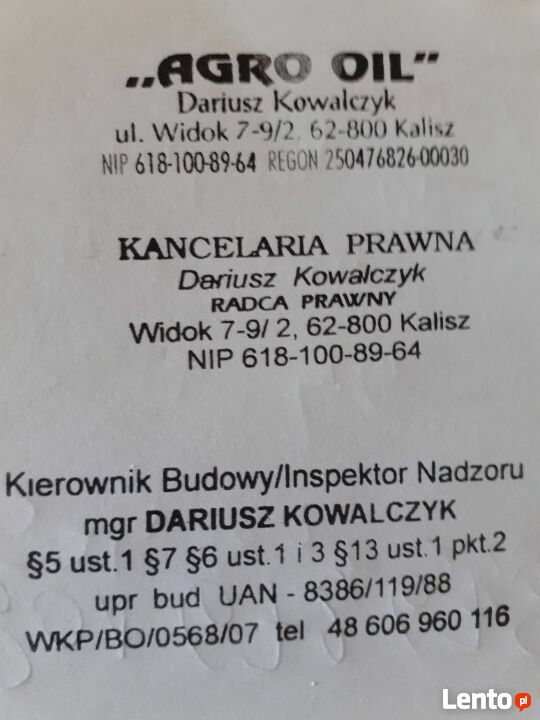 „AGRO OIL"
Dariusz Kowalczyk
ul. Widok 7-9/2, 62-800 Kalisz
NIP 618-100-89-64 REGON 250476826-00030
KANCELARIA PRAWNA
Dariusz Kowalczyk
RADCA PRAWNY
Widok 7-9/ 2, 62-800 Kalisz
NIP 618-100-89-64
Kierownik Budowy/Inspektor Nadzoru
mgr DARIUSZ KOWALCZYK
§5 ust.1 §7 §6 ust.1 i 3 §13 ust.1 pkt.2
upr bud UAN - 8386/119/88
WKP/BO/0568/07 tel 48 606 960 116
Lento.pl